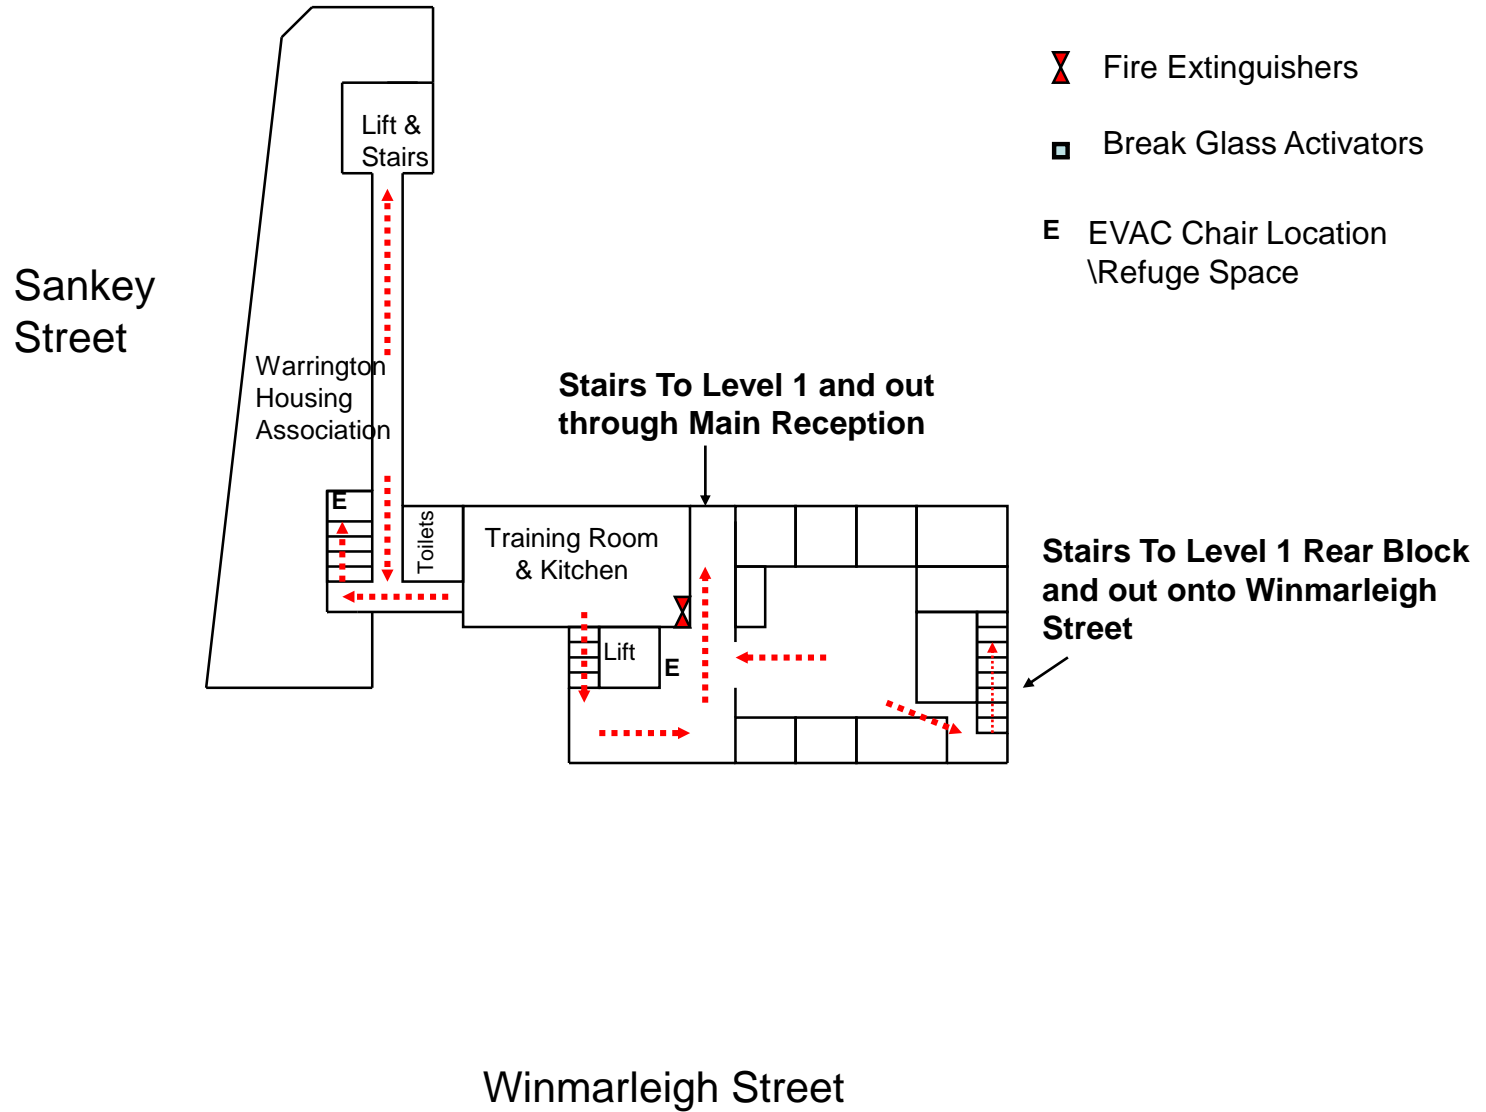 Fire Extinguishers
Break Glass Activators
E EVAC Chair Location
\Refuge Space
Lift &
Stairs
Sankey
Street
Warrington
Housing
Association
Stairs To Level 1 and out
through Main Reception
E
Toilets
Training Room
& Kitchen
Lift
E
Stairs To Level 1 Rear Block
and out onto Winmarleigh
Street
Winmarleigh Street